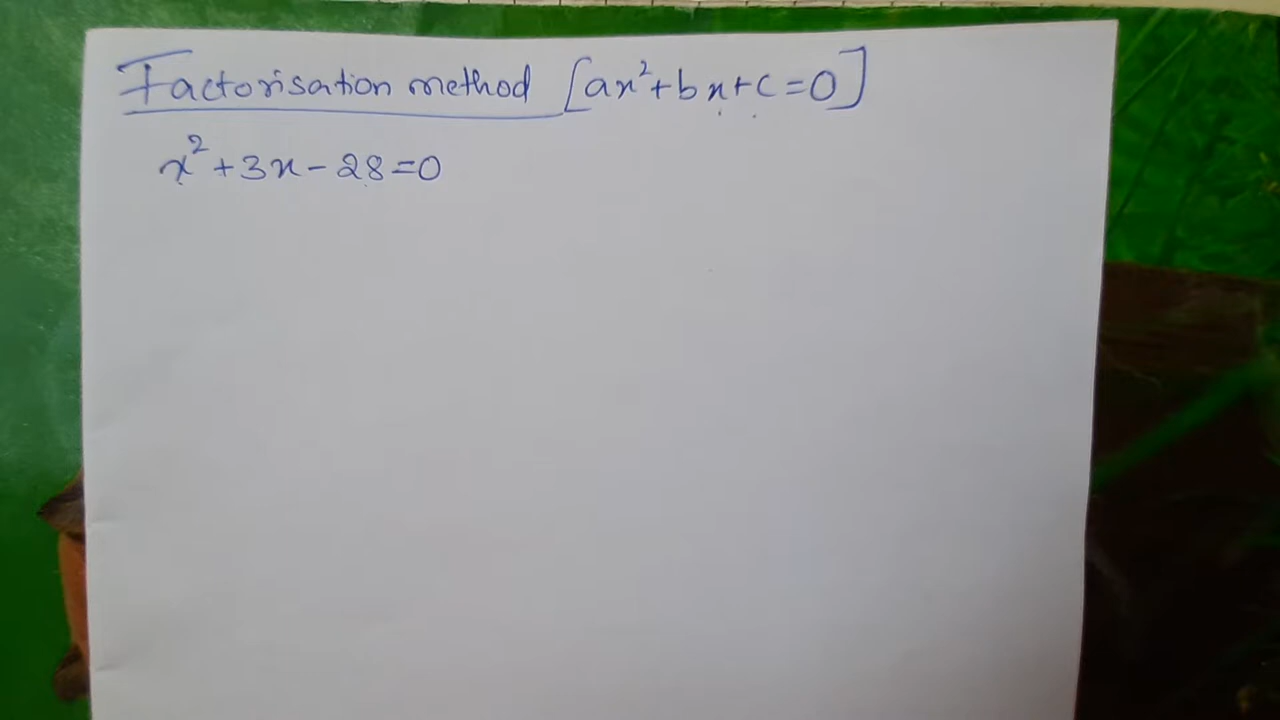 Factorisation method [ax²+bx+c=0]
x²+3x-28=0